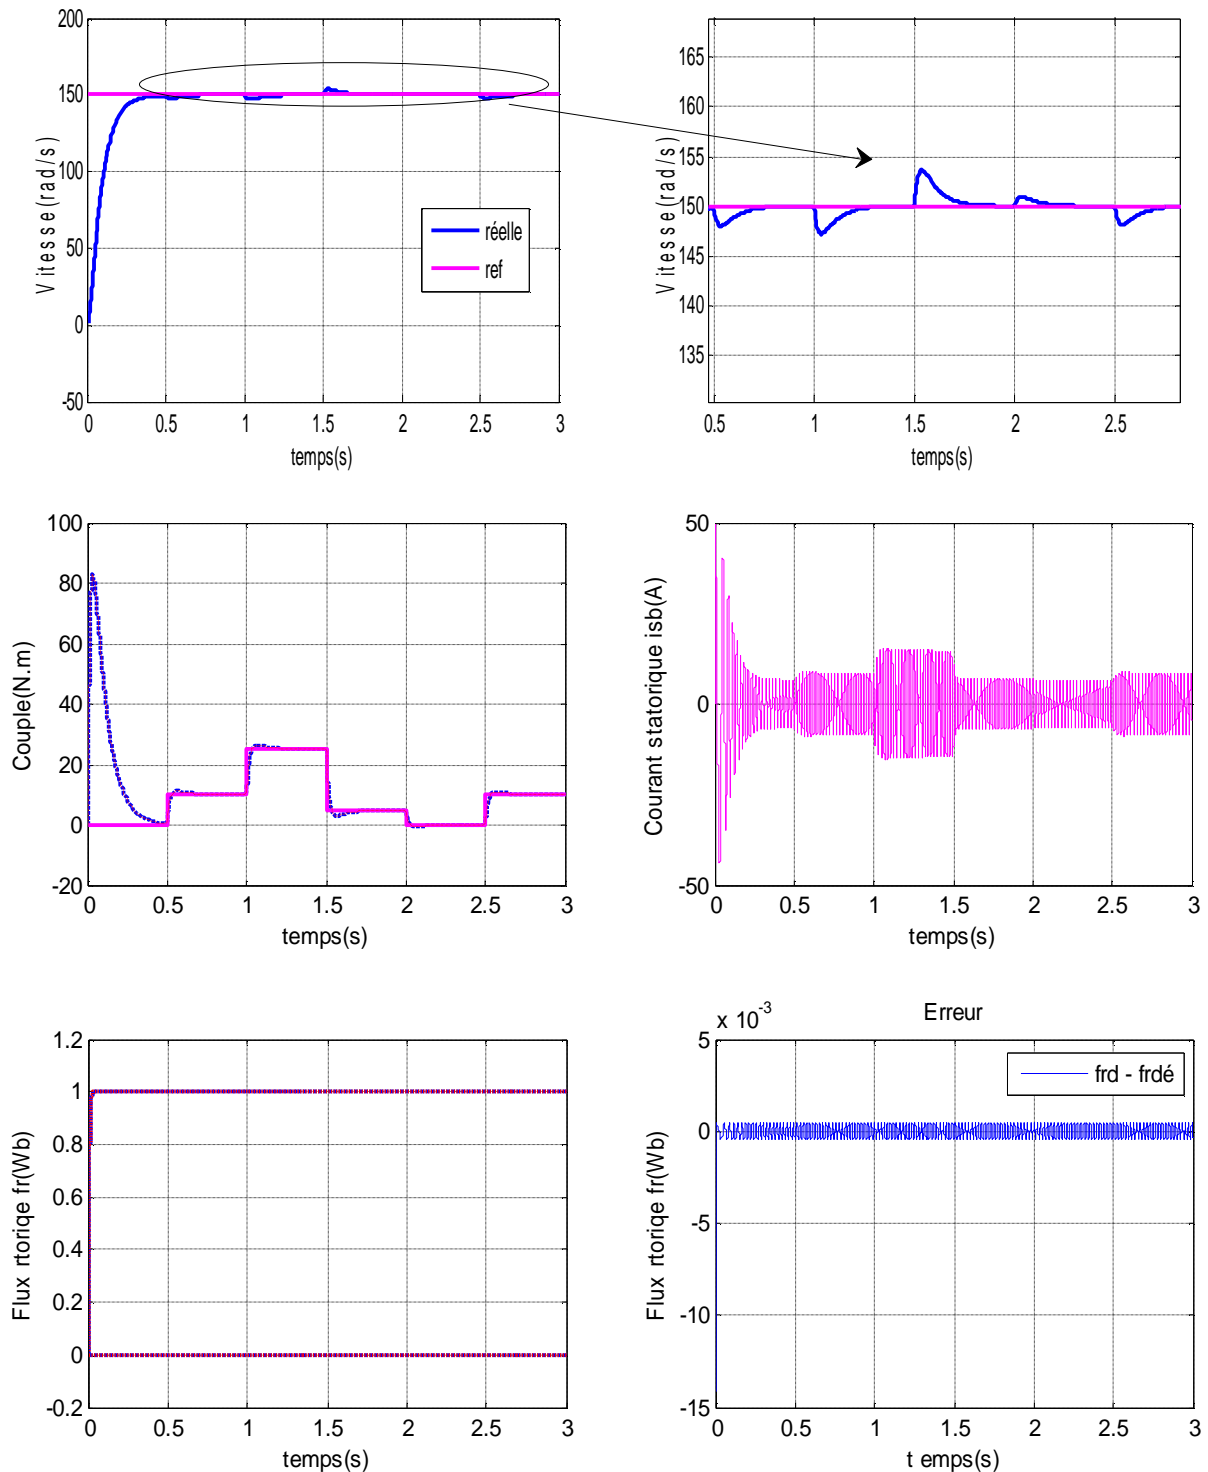 200
150
100
50
0
-50
0 0.5 1 1.5 2 2.5 3
temps(s)
Vitesse(rad/s)
réelle
ref
165
160
155
150
145
140
135
0.5 1 1.5 2 2.5
temps(s)
Vitesse(rad/s)
100
80
60
40
20
0
-20
0 0.5 1 1.5 2 2.5 3
temps(s)
Couple(N.m)
50
0
-50
0 0.5 1 1.5 2 2.5 3
temps(s)
Courant statorique isb(A)
1.2
1
0.8
0.6
0.4
0.2
0
-0.2
0 0.5 1 1.5 2 2.5 3
temps(s)
Flux rtoriqe fr(Wb)
x 10-3
Erreur
frd - frdé
5
0
-5
-10
-15
0 0.5 1 1.5 2 2.5 3
t emps(s)
Flux rtoriqe fr(Wb)